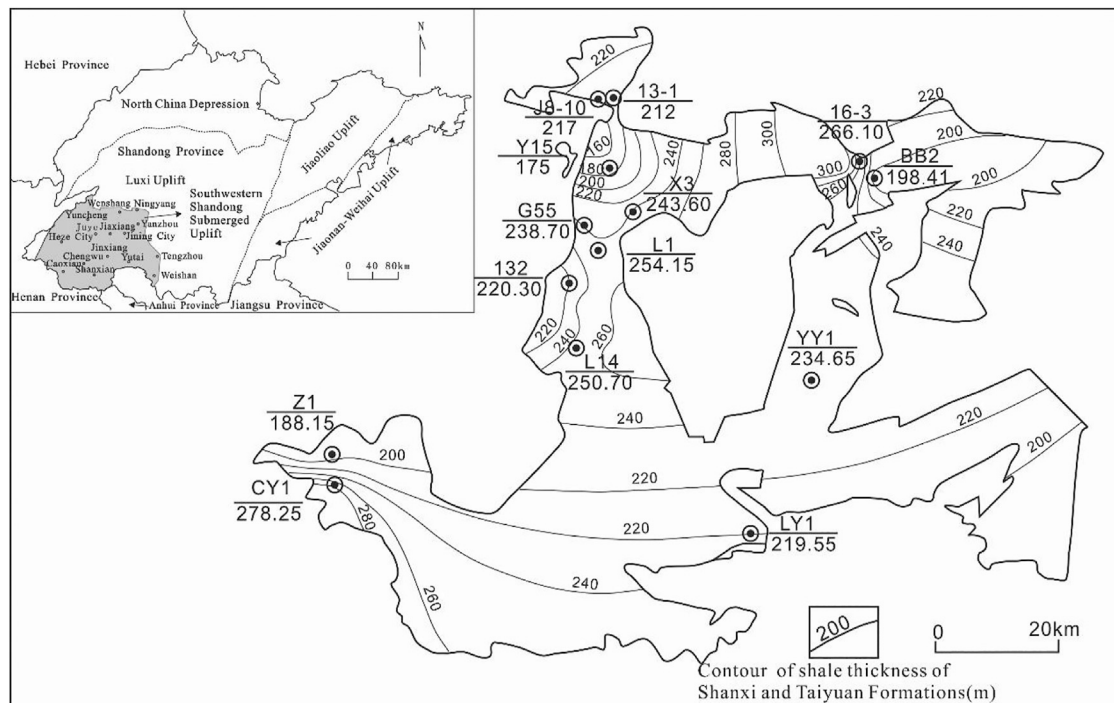 N
Hebei Province
North China Depression
Shandong Province
Luxi Uplift
Jiaoliao Uplift
Jiaonan-Weihai Uplift
Southwestern
Shandong
Submerged
Uplift
Wenshang Ningyang
Yuncheng
Juye Jiaxiang Yanzhou
Heze City Jining City
Jinxiang
Chengwu Yutai Tengzhou
Caoxian
Shanxian Weishan
Henan Province
Anhui Province Jiangsu Province
0 40 80km
220
J8-10
217
13-1
212
Y15
175
160
180
200
220
240
280
300
X3
243.60
G55
238.70
L1
254.15
132
220.30
220
240
260
L14
250.70
240
16-3
266.10
220
200
BB2
198.41
300
260
200
220
240
240
YY1
234.65
Z1
188.15
200
CY1
278.25
280
260
220
220
200
220
240
LY1
219.55
200
0 20km
Contour of shale thickness of
Shanxi and Taiyuan Formations(m)